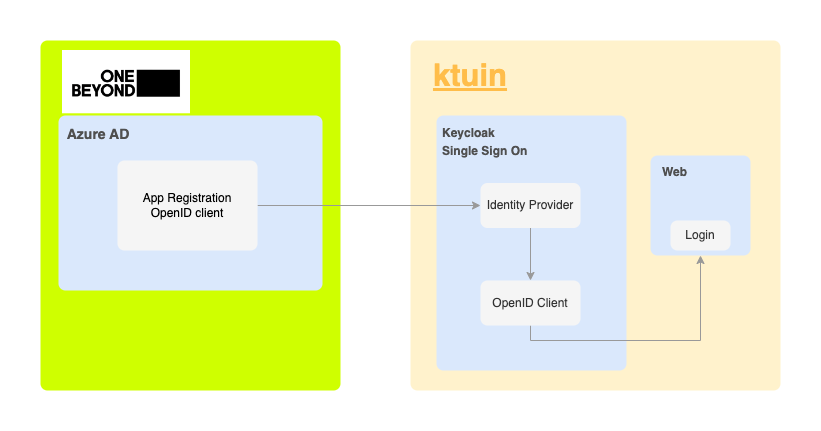 ONE
BEYOND
Azure AD
App Registration
OpenID client
ktuin
Keycloak
Single Sign On
Identity Provider
OpenID Client
Web
Login